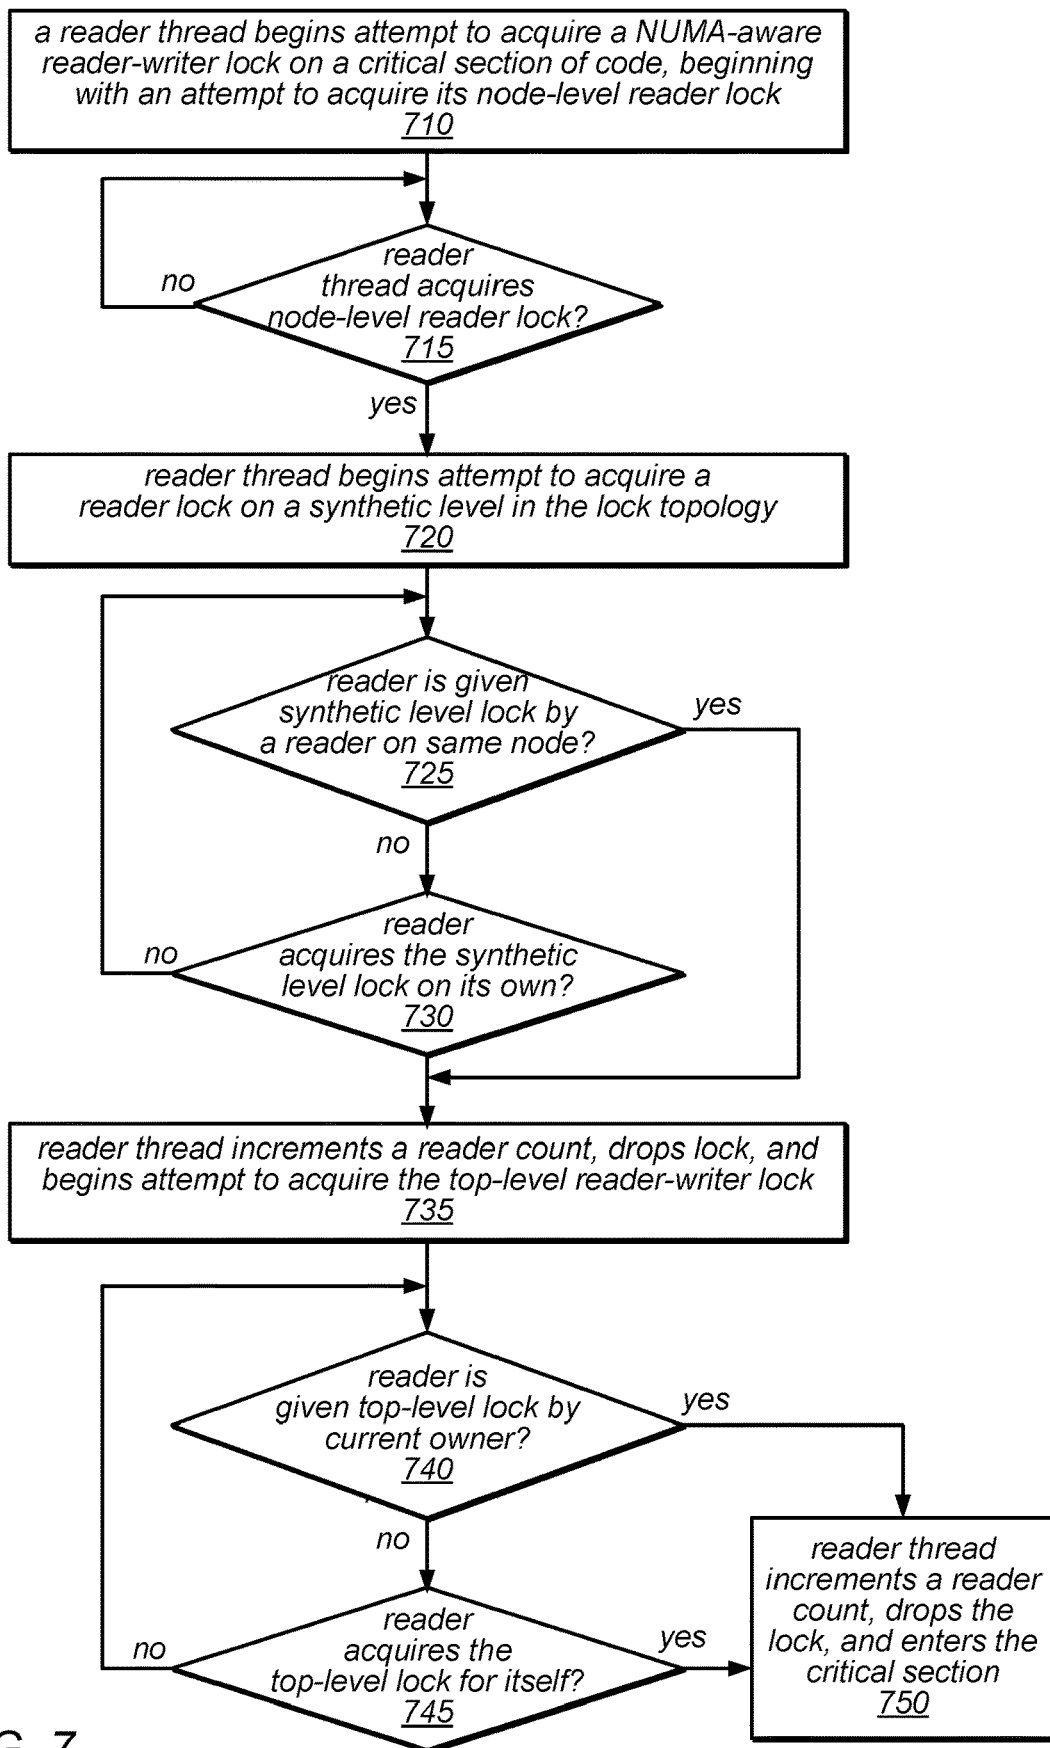 a reader thread begins attempt to acquire a NUMA-aware
reader-writer lock on a critical section of code, beginning
with an attempt to acquire its node-level reader lock
710
reader
thread acquires
node-level reader lock?
715
no
yes
reader thread begins attempt to acquire a
reader lock on a synthetic level in the lock topology
720
reader is given
synthetic level lock by
a reader on same node?
725
yes
no
reader
acquires the synthetic
level lock on its own?
730
no
reader thread increments a reader count, drops lock, and
begins attempt to acquire the top-level reader-writer lock
735
reader is
given top-level lock by
current owner?
740
yes
no
reader
acquires the
top-level lock for itself?
745
no
yes
reader thread
increments a reader
count, drops the
lock, and enters the
critical section
750